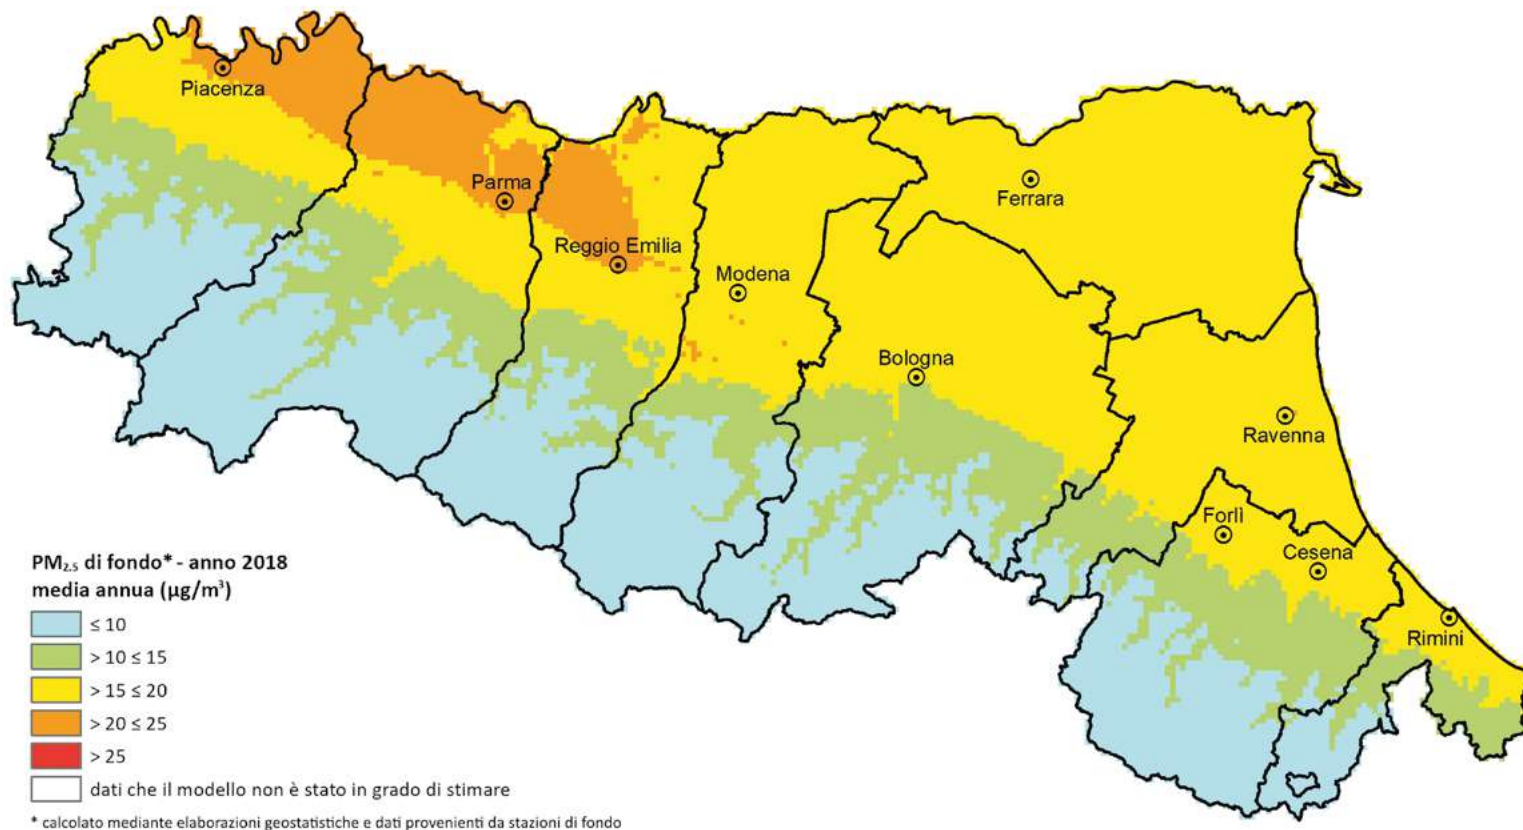 Piacenza
Parma
Reggio Emilia
Modena
Ferrara
Bologna
Ravenna
Forlì
Cesena
Rimini
PM₂.₅ di fondo* - anno 2018
media annua (µg/m³)
≤ 10
> 10 ≤ 15
> 15 ≤ 20
> 20 ≤ 25
> 25
dati che il modello non è stato in grado di stimare
* calcolato mediante elaborazioni geostatistiche e dati provenienti da stazioni di fondo